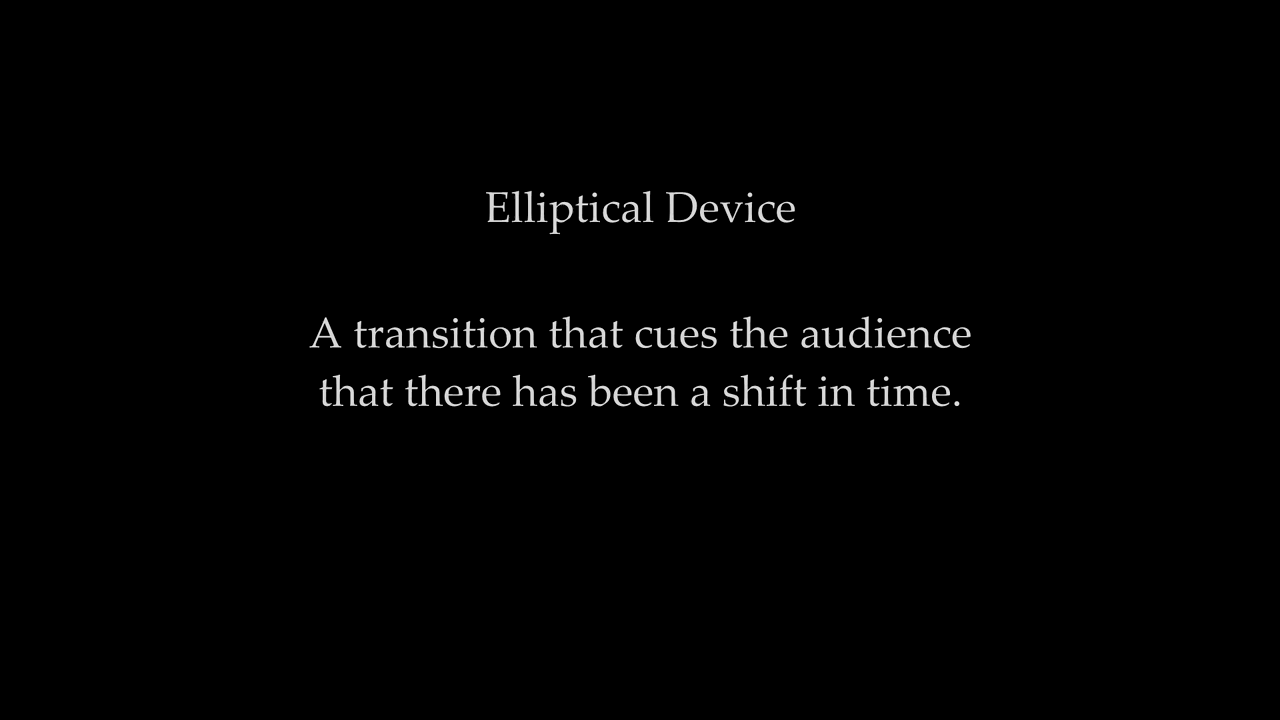 Elliptical Device
A transition that cues the audience
that there has been a shift in time.